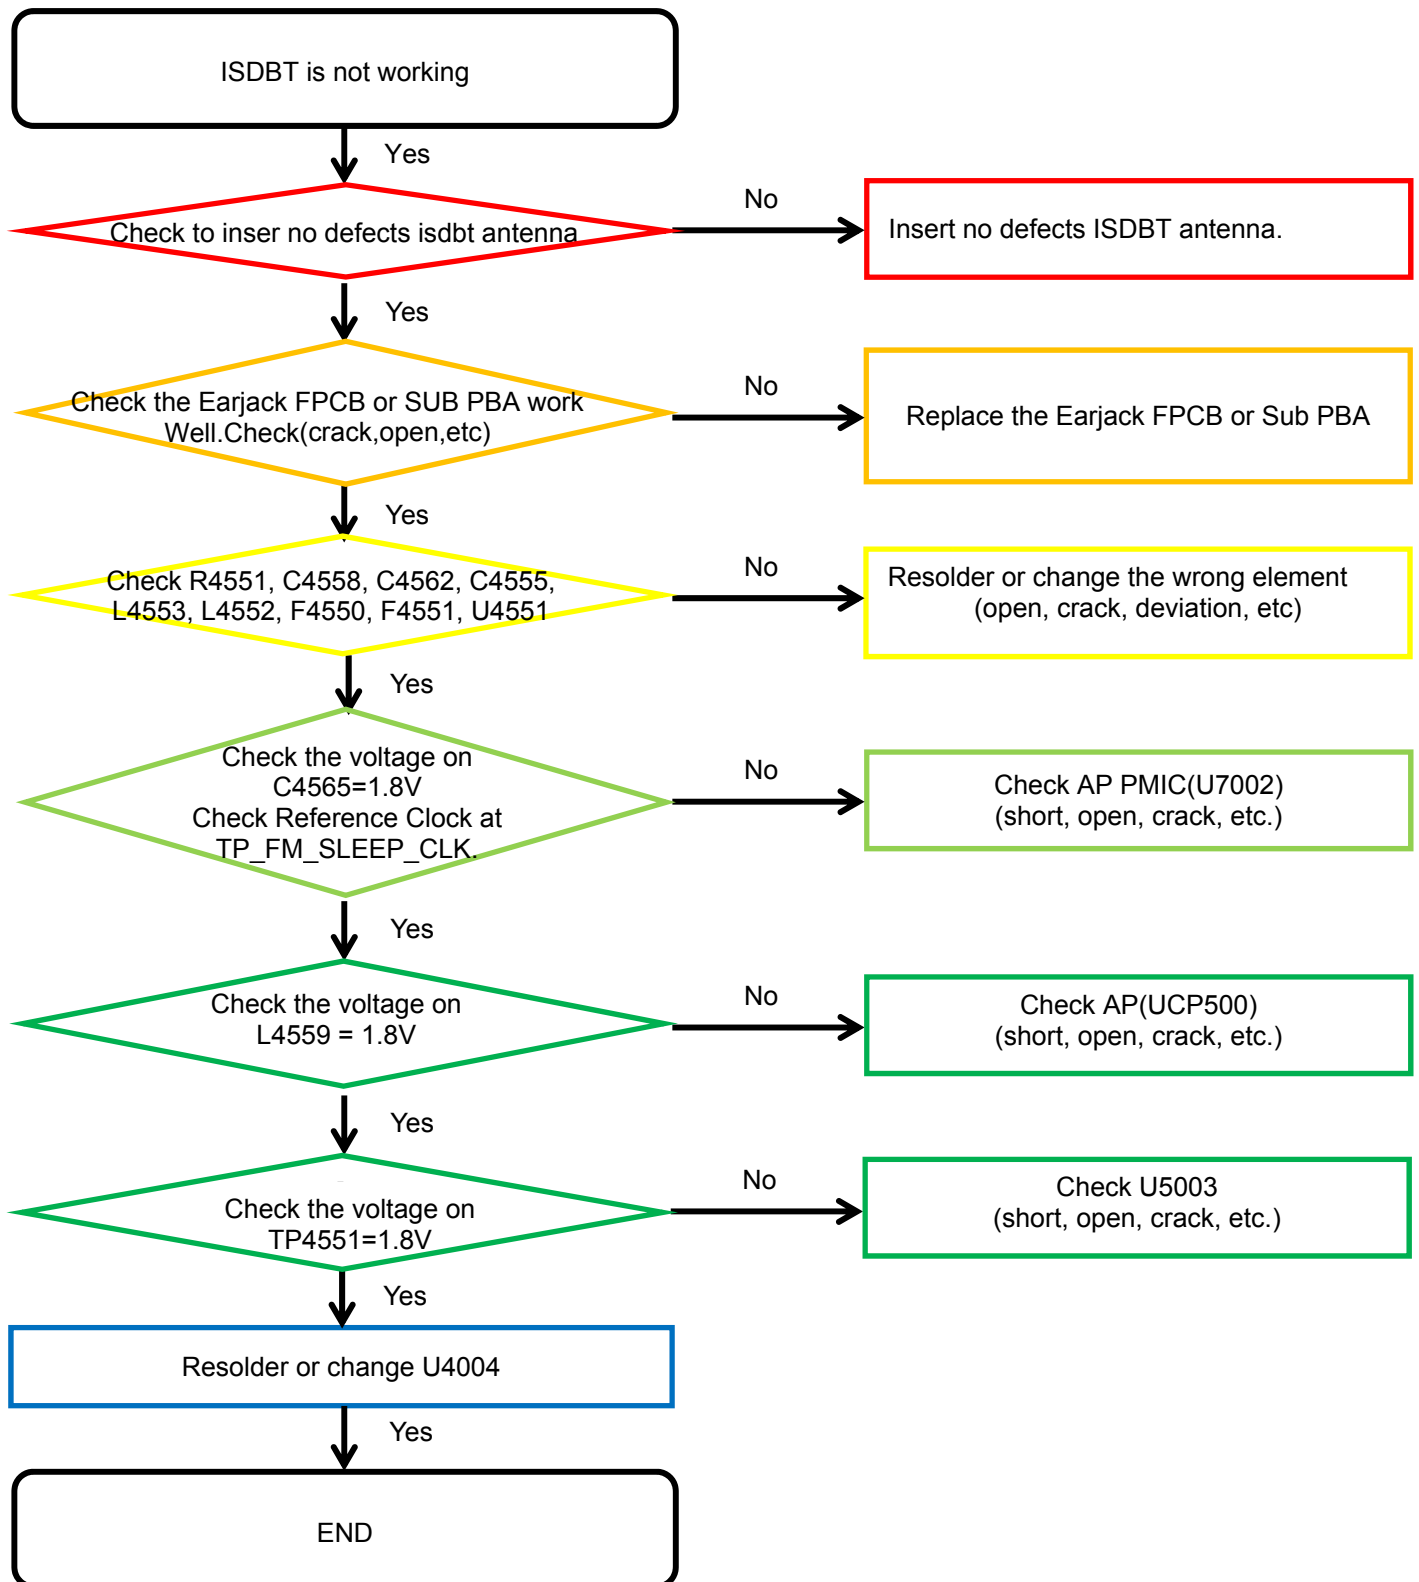 ISDBT is not working
Yes
Check to inser no defects isdbt antenna
No
Insert no defects ISDBT antenna.
Yes
Check the Earjack FPCB or SUB PBA work
Well.Check(crack,open,etc)
No
Replace the Earjack FPCB or Sub PBA
Yes
Check R4551, C4558, C4562, C4555,
L4553, L4552, F4550, F4551, U4551
No
Resolder or change the wrong element
(open, crack, deviation, etc)
Yes
Check the voltage on
C4565=1.8V
Check Reference Clock at
TP_FM_SLEEP_CLK.
No
Check AP PMIC(U7002)
(short, open, crack, etc.)
Yes
Check the voltage on
L4559 = 1.8V
No
Check AP(UCP500)
(short, open, crack, etc.)
Yes
Check the voltage on
TP4551=1.8V
No
Check U5003
(short, open, crack, etc.)
Yes
Resolder or change U4004
Yes
END